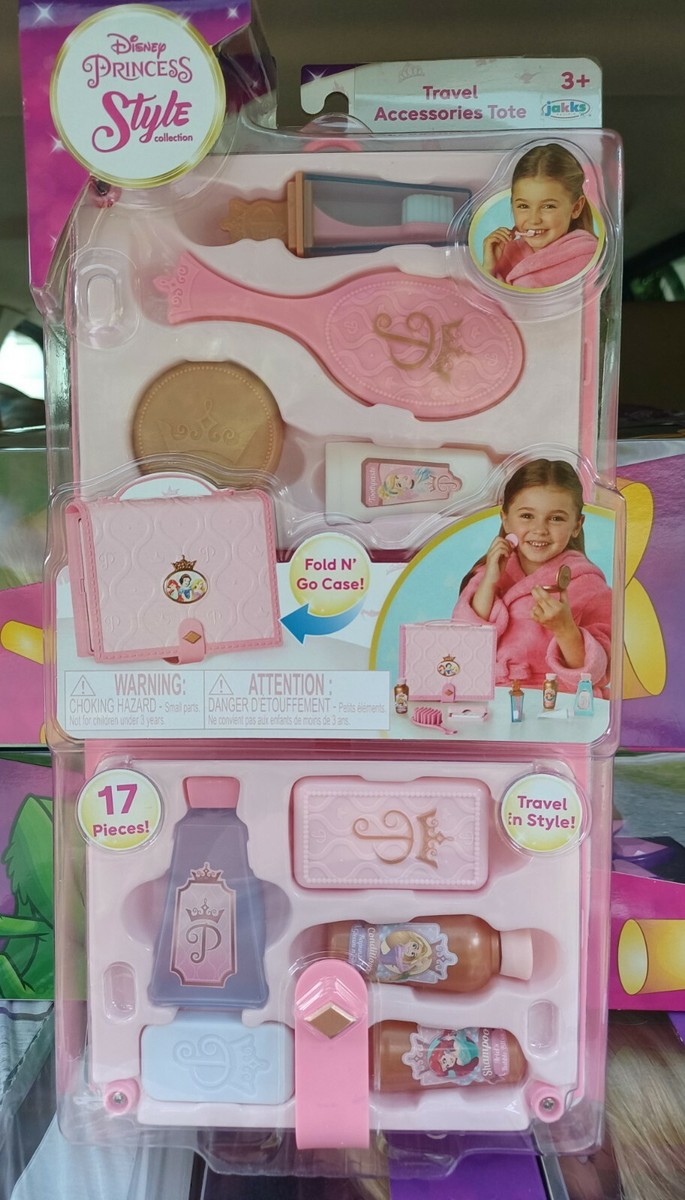 Disney
PRINCESS
Style
collection
Travel
Accessories Tote
3+
jakks
P
P
Fold N'
Go Case!
WARNING:
CHOKING HAZARD - Small parts.
Not for children under 3 years.
ATTENTION :
DANGER D'ÉTOUFFEMENT - Petits éléments.
Ne convient pas aux enfants de moins de 3 ans.
17
Pieces!
Travel
in Style!
P
P
P
Shampoo